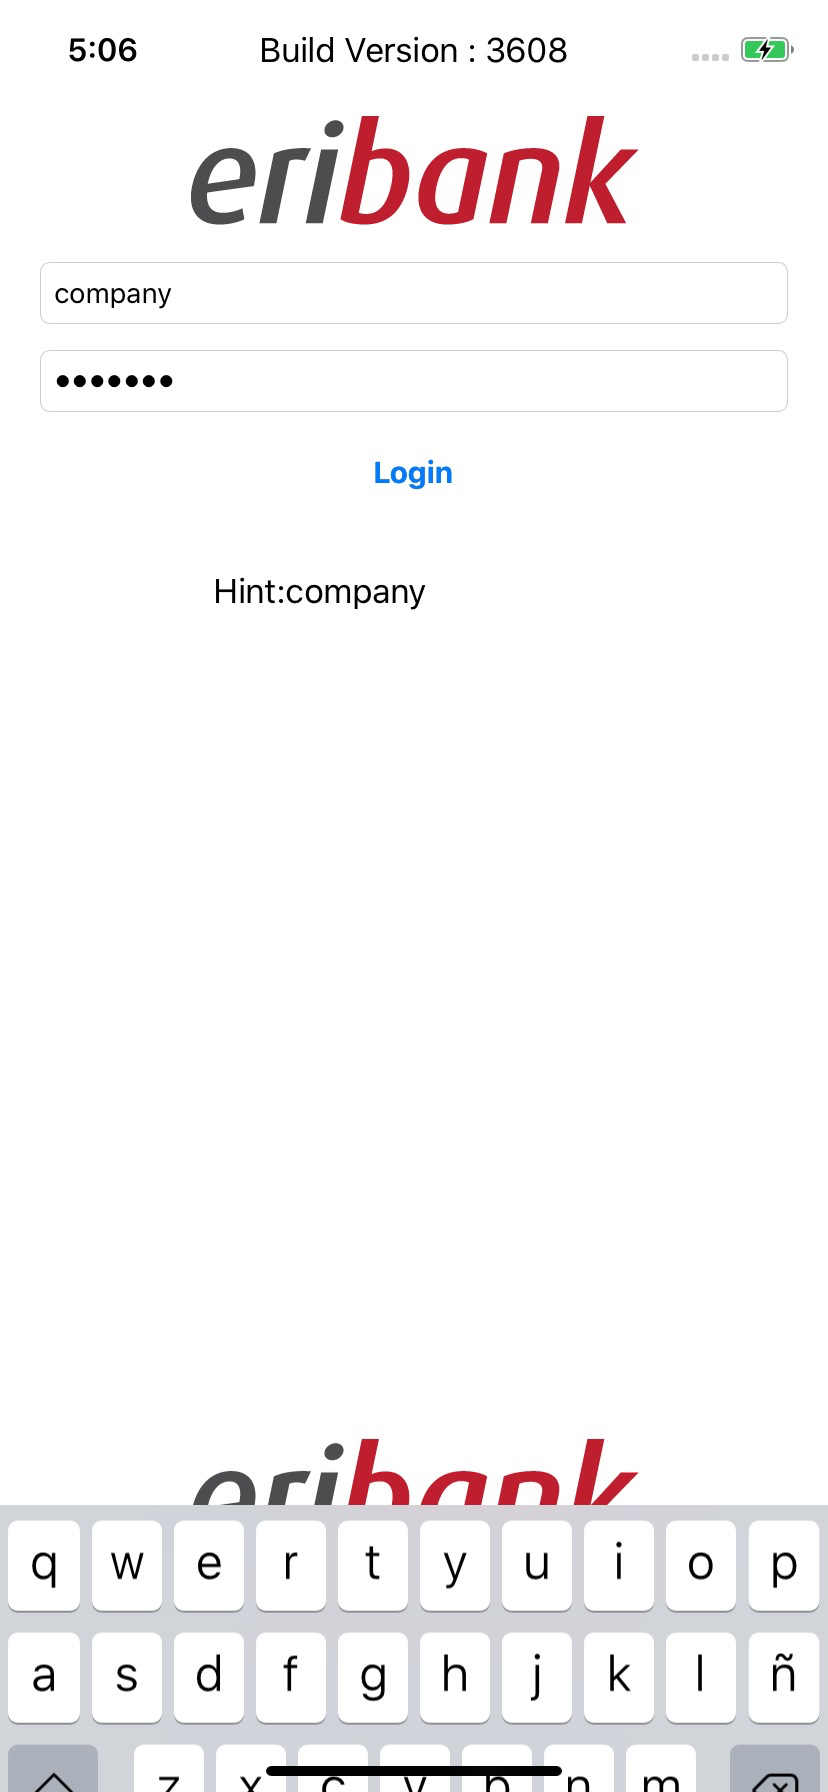 5:06 Build Version : 3608
eribank
company
•••••••
Login
Hint:company
eribank
q w e r t y u i o p
a s d f g h j k l ñ
z x c v b n m